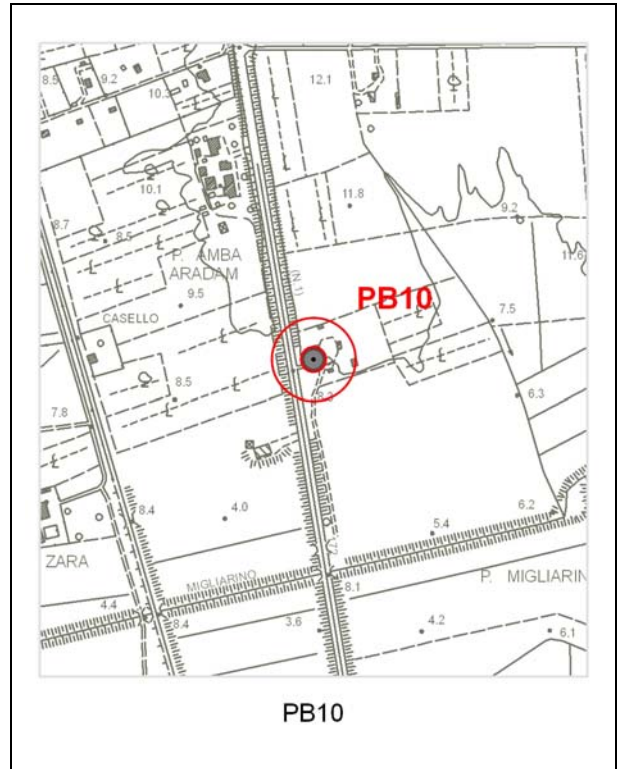 8.5
9.2
10.3
12.1
10.1
11.8
9.2
8.7
8.5
P. AMBA
ARADAM
11.6
(N.1)
9.5
PB10
CASELLO
7.5
8.5
8.3
6.3
7.8
8.4
4.0
6.2
5.4
ZARA
MIGLIARINO
8.1
P. MIGLIARIN
4.4
8.4
3.6
4.2
6.1
PB10